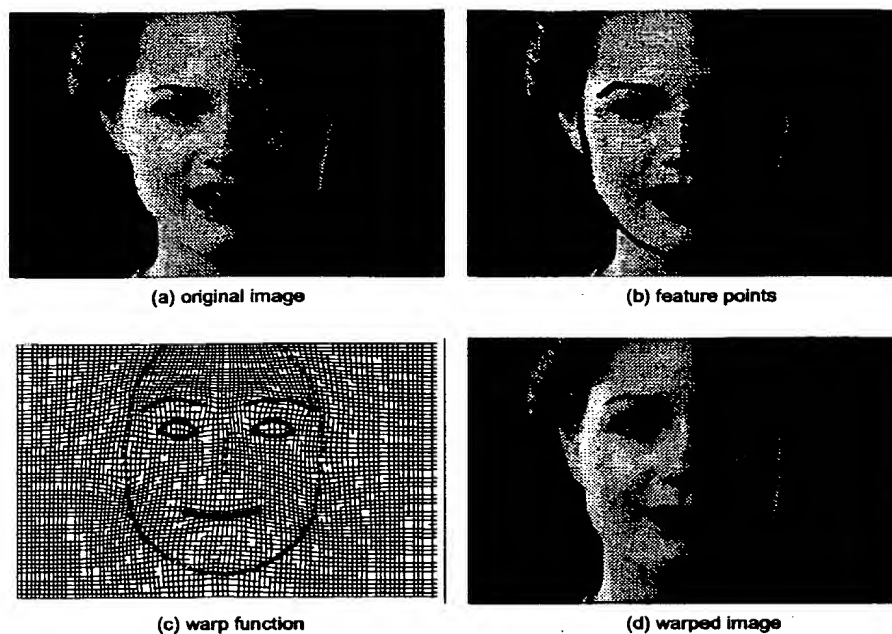 (a) original image
(b) feature points
(c) warp function
(d) warped image